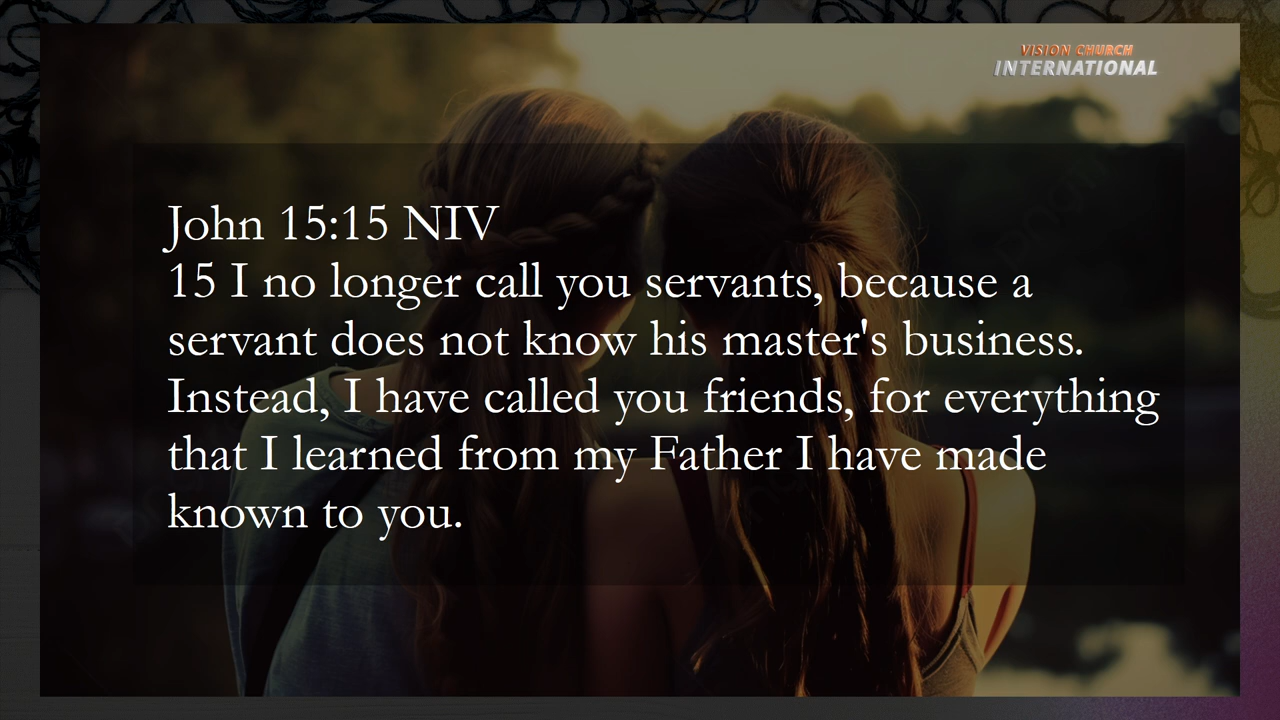 VISION CHURCH
INTERNATIONAL
John 15:15 NIV
15 I no longer call you servants, because a
servant does not know his master's business.
Instead, I have called you friends, for everything
that I learned from my Father I have made
known to you.